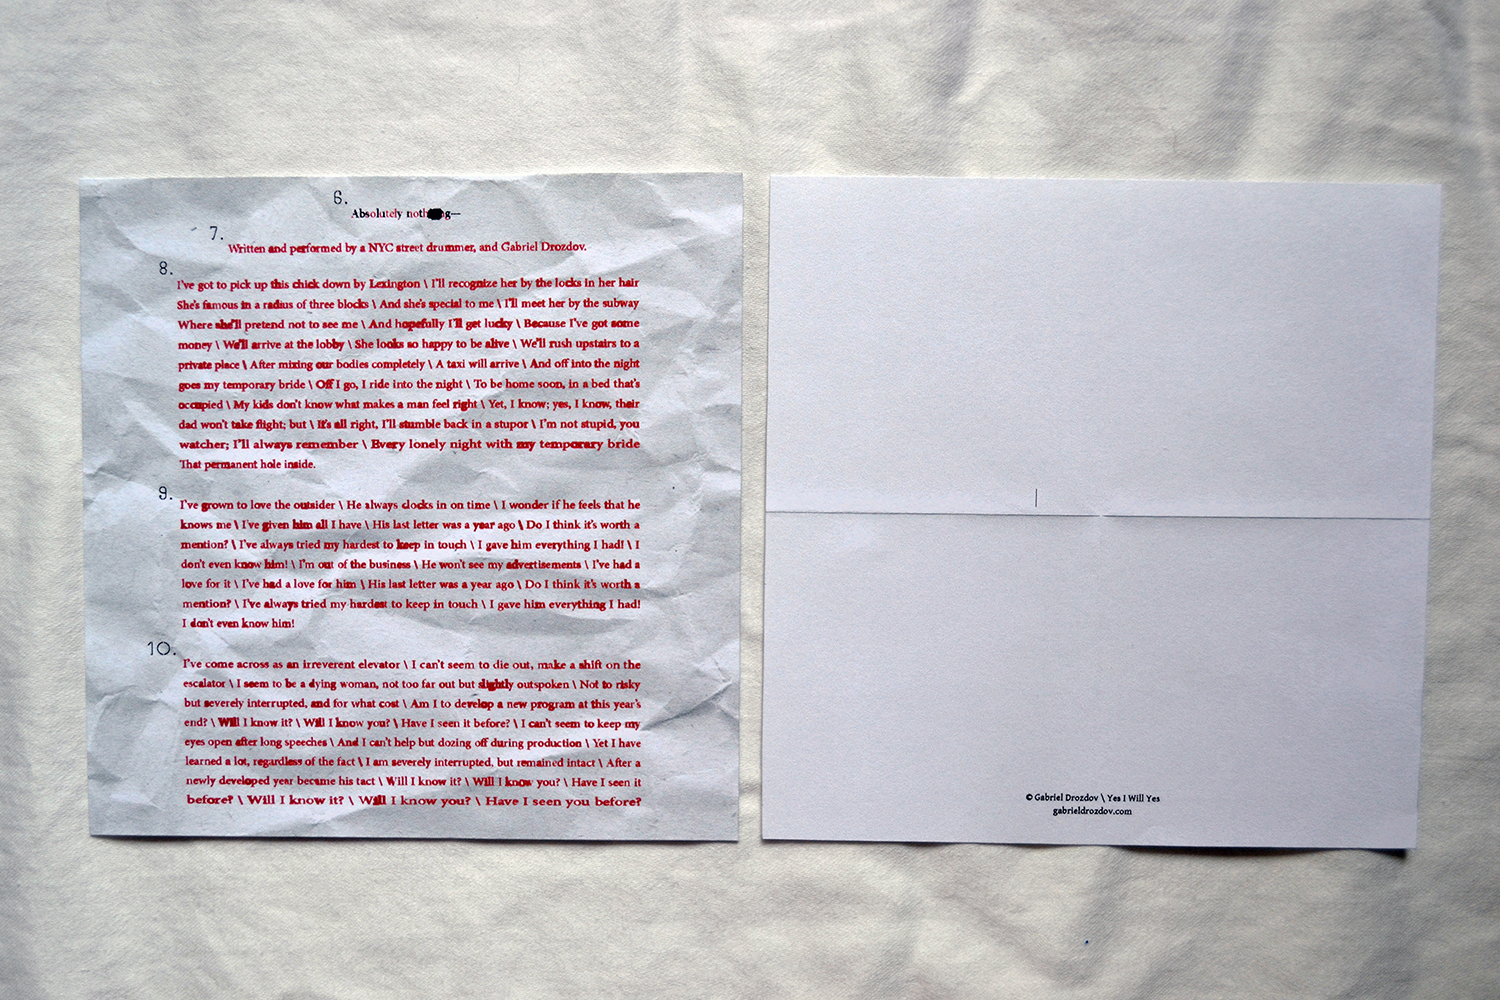 6.
Absolutely noth g—
7.
Written and performed by a NYC street drummer, and Gabriel Drozdov.
8.
I've got to pick up this chick down by Lexington \ I'll recognize her by the locks in her hair
She's famous in a radius of three blocks \ And she's special to me \ I'll meet her by the subway
Where she'll pretend not to see me \ And hopefully I'll get lucky \ Because I've got some
money \ We'll arrive at the lobby \ She looks so happy to be alive \ We'll rush upstairs to a
private place \ After mixing our bodies completely \ A taxi will arrive \ And off into the night
goes my temporary bride \ Off I go, I ride into the night \ To be home soon, in a bed that's
occupied \ My kids don't know what makes a man feel right \ Yet, I know; yes, I know, their
dad won't take flight; but \ It's all right, I'll stumble back in a stupor \ I'm not stupid, you
watcher; I'll always remember \ Every lonely night with my temporary bride
That permanent hole inside.
9.
I've grown to love the outsider \ He always clocks in on time \ I wonder if he feels that he
knows me \ I've given him all I have \ His last letter was a year ago \ Do I think it's worth a
mention? \ I've always tried my hardest to keep in touch \ I gave him everything I had! \ I
don't even know him! \ I'm out of the business \ He won't see my advertisements \ I've had a
love for it \ I've had a love for him \ His last letter was a year ago \ Do I think it's worth a
mention? \ I've always tried my hardest to keep in touch \ I gave him everything I had!
I don't even know him!
10.
I've come across as an irreverent elevator \ I can't seem to die out, make a shift on the
escalator \ I seem to be a dying woman, not too far out but slightly outspoken \ Not to risky
but severely interrupted, and for what cost \ Am I to develop a new program at this year's
end? \ Will I know it? \ Will I know you? \ Have I seen it before? \ I can't seem to keep my
eyes open after long speeches \ And I can't help but dozing off during production \ Yet I have
learned a lot, regardless of the fact \ I am severely interrupted, but remained intact \ After a
newly developed year became his tact \ Will I know it? \ Will I know you? \ Have I seen it
before? \ Will I know it? \ Will I know you? \ Have I seen you before?
© Gabriel Drozdov \ Yes I Will Yes
gabrieldrozdov.com